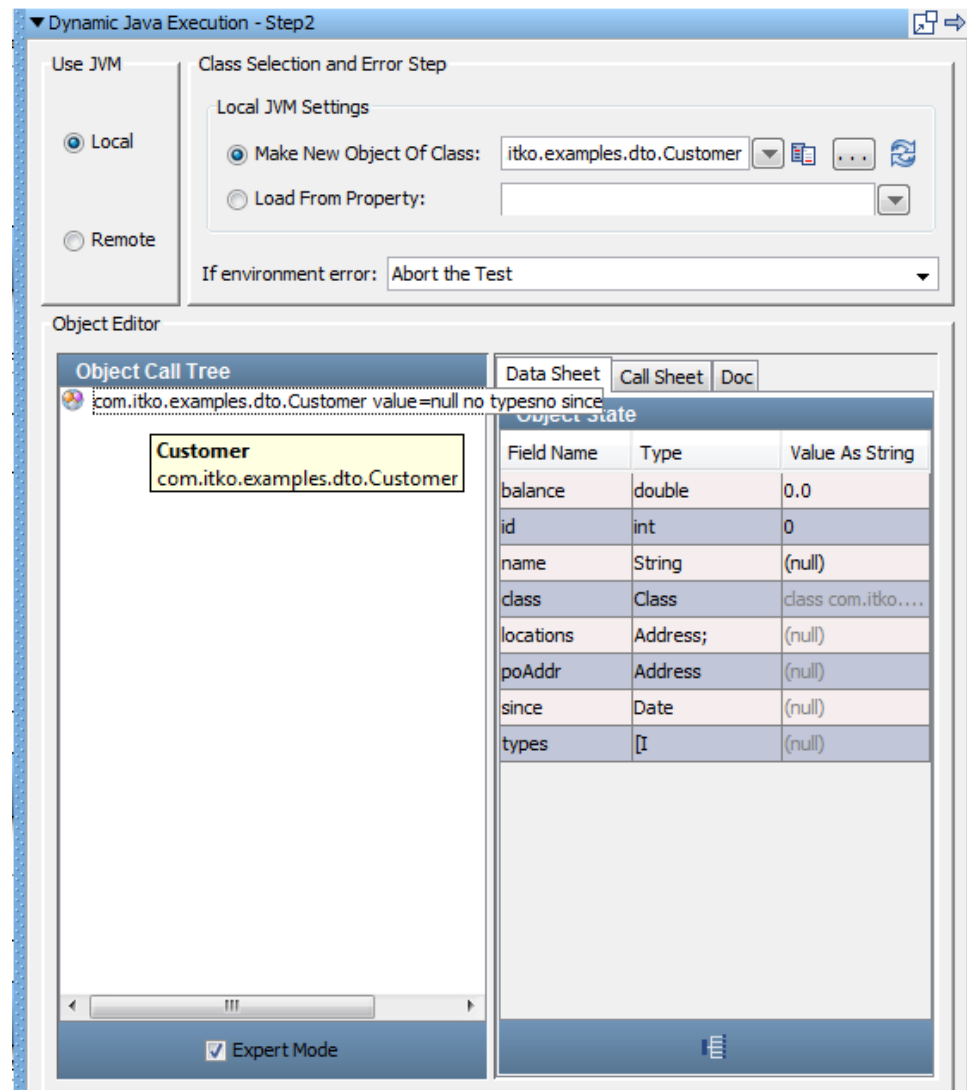 Dynamic Java Execution - Step2
Use JVM
Class Selection and Error Step
Local JVM Settings
Local
Make New Object Of Class: itko.examples.dto.Customer ...
Load From Property:
Remote
If environment error: Abort the Test
Object Editor
Object Call Tree
com.itko.examples.dto.Customer value=null no typesno since
Customer
com.itko.examples.dto.Customer
Expert Mode
Data Sheet Call Sheet Doc
Object State
Field Name Type Value As String
balance double 0.0
id int 0
name String (null)
class Class class com.itko....
locations Address; (null)
poAddr Address (null)
since Date (null)
types [I (null)